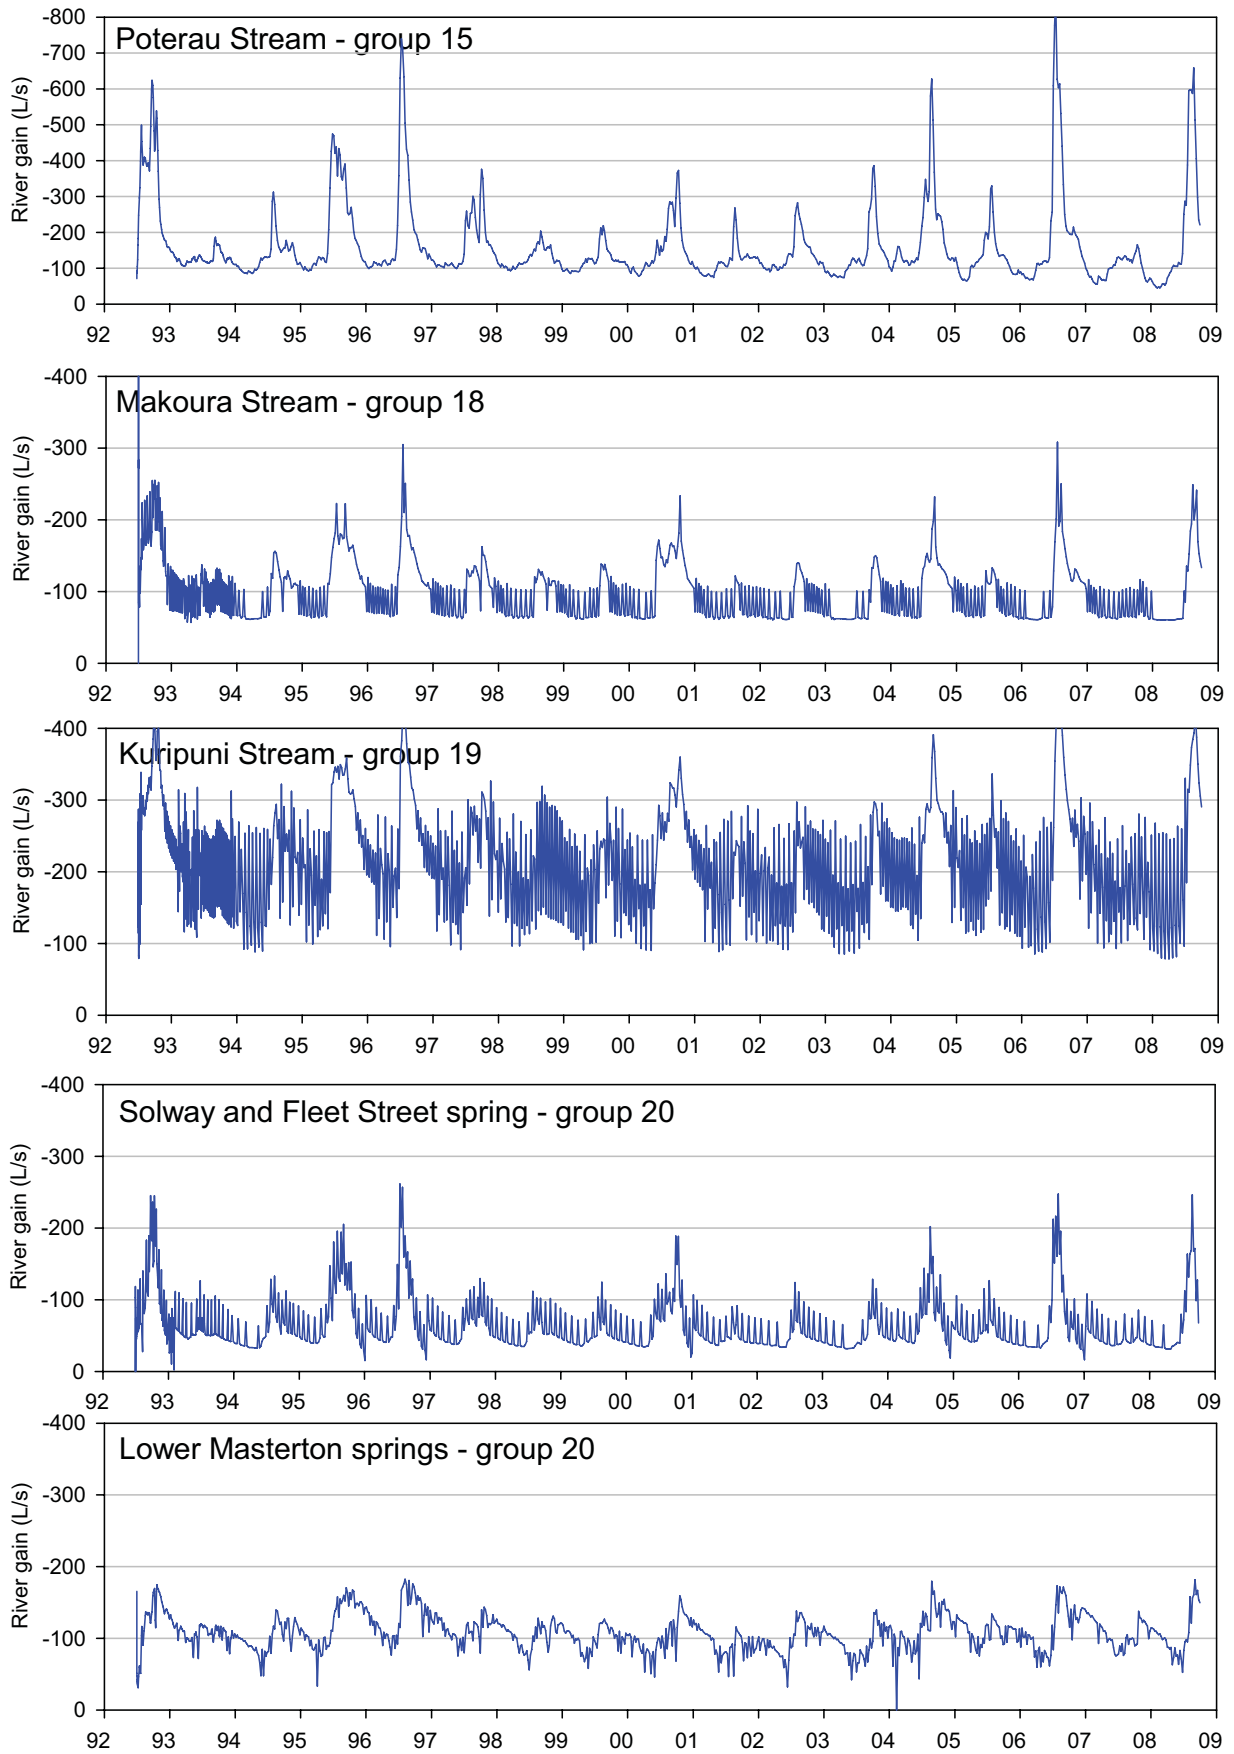 Poterau Stream - group 15
River gain (L/s)
-800
-700
-600
-500
-400
-300
-200
-100
0
92 93 94 95 96 97 98 99 00 01 02 03 04 05 06 07 08 09
Makoura Stream - group 18
River gain (L/s)
-400
-300
-200
-100
0
92 93 94 95 96 97 98 99 00 01 02 03 04 05 06 07 08 09
Kuripuni Stream - group 19
River gain (L/s)
-400
-300
-200
-100
0
92 93 94 95 96 97 98 99 00 01 02 03 04 05 06 07 08 09
Solway and Fleet Street spring - group 20
River gain (L/s)
-400
-300
-200
-100
0
92 93 94 95 96 97 98 99 00 01 02 03 04 05 06 07 08 09
Lower Masterton springs - group 20
River gain (L/s)
-400
-300
-200
-100
0
92 93 94 95 96 97 98 99 00 01 02 03 04 05 06 07 08 09